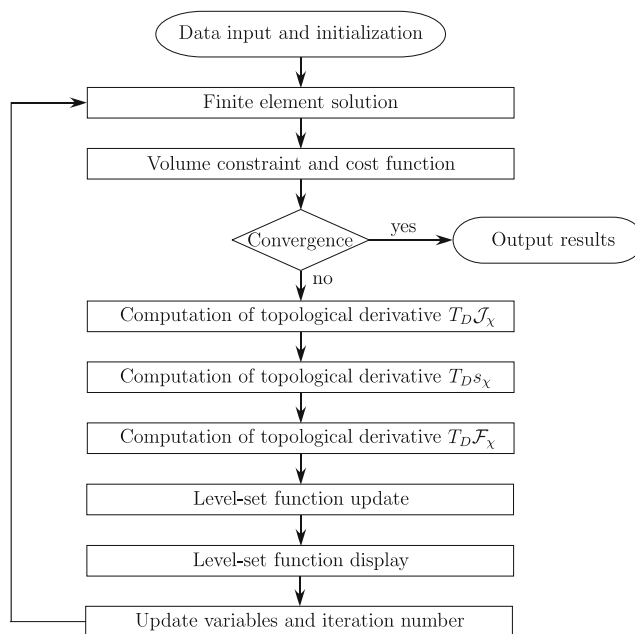 Data input and initialization
Finite element solution
Volume constraint and cost function
Convergence
yes
Output results
no
Computation of topological derivative $T_D\mathcal{J}_\chi$
Computation of topological derivative $T_D s_\chi$
Computation of topological derivative $T_D\mathcal{F}_\chi$
Level-set function update
Level-set function display
Update variables and iteration number